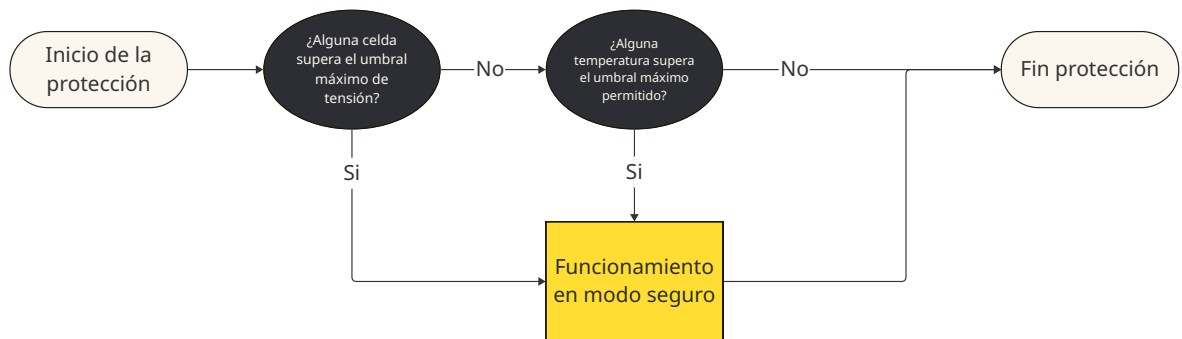 Inicio de la
protección
¿Alguna celda
supera el umbral
máximo de
tensión?
No
¿Alguna
temperatura supera
el umbral máximo
permitido?
No
Fin protección
Si
Si
Funcionamiento
en modo seguro